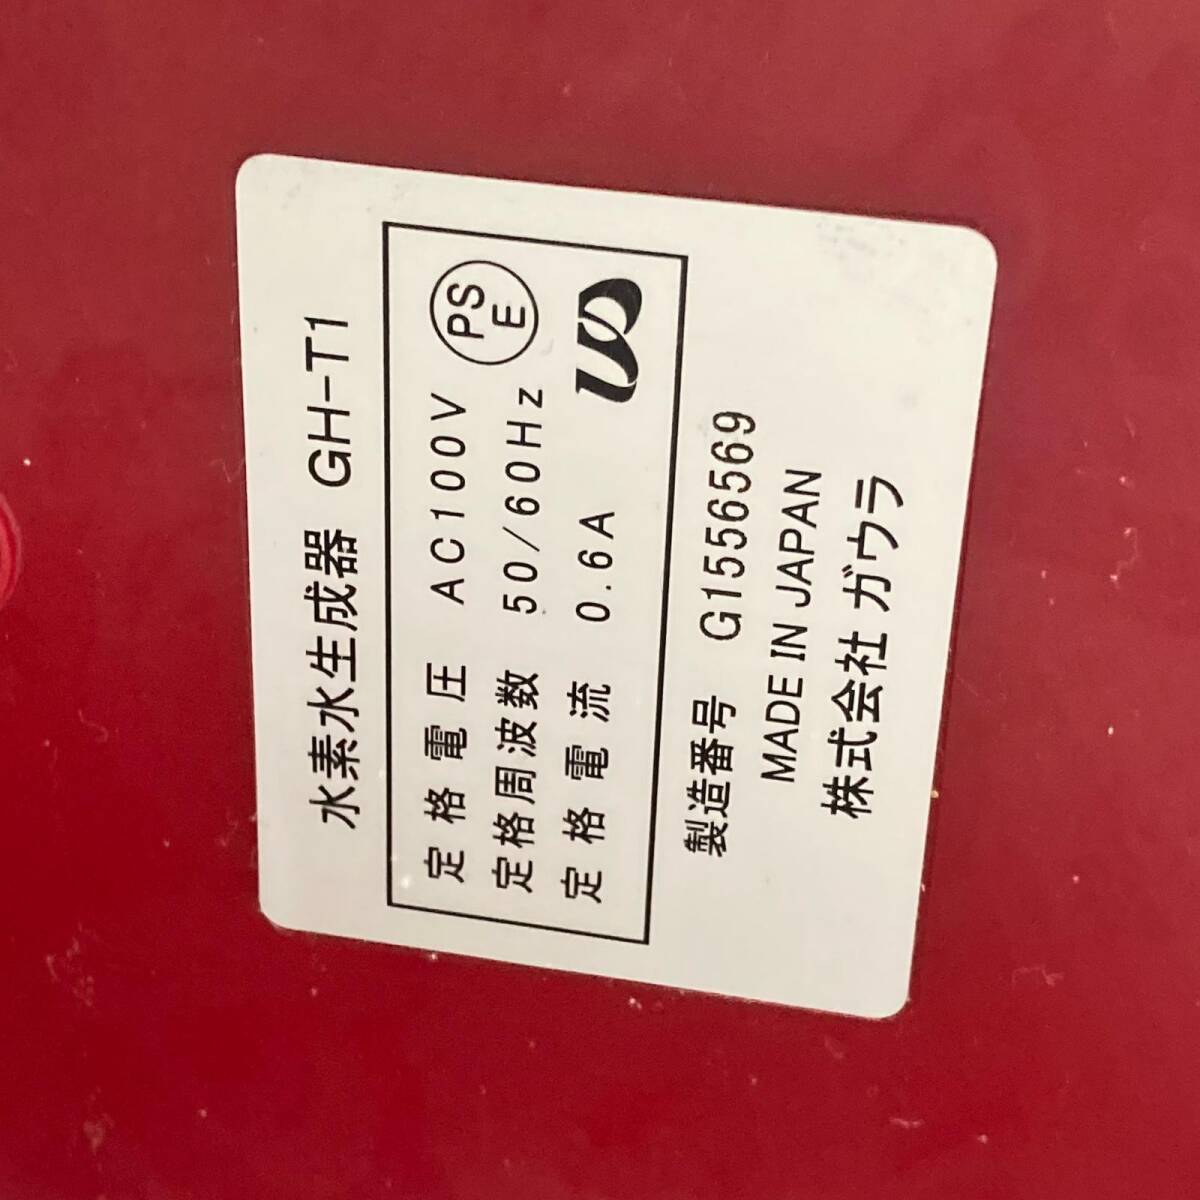 水素水生成器 GH-T1
定格電圧 AC100V
定格周波数 50/60Hz
定格電流 0.6A
PS
E
製造番号 G1556569
MADE IN JAPAN
株式会社 ガウラ